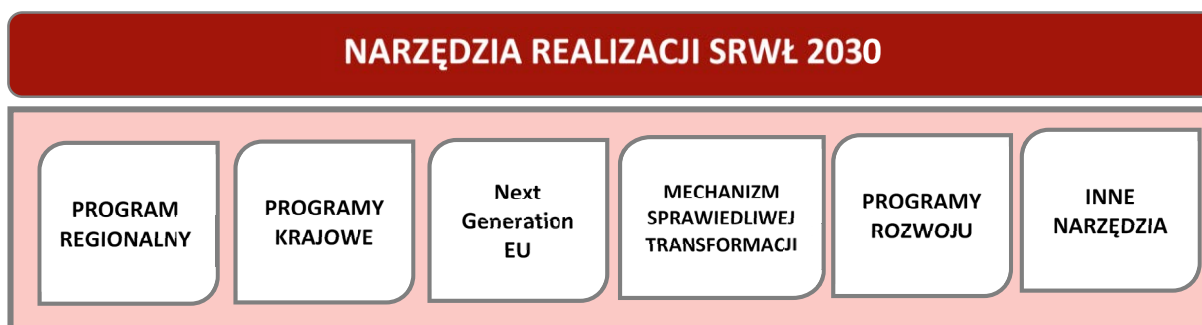 NARZĘDZIA REALIZACJI SRWŁ 2030
PROGRAM
REGIONALNY
PROGRAMY
KRAJOWE
Next
Generation
EU
MECHANIZM
SPRAWIEDLIWEJ
TRANSFORMACJI
PROGRAMY
ROZWOJU
INNE
NARZĘDZIA